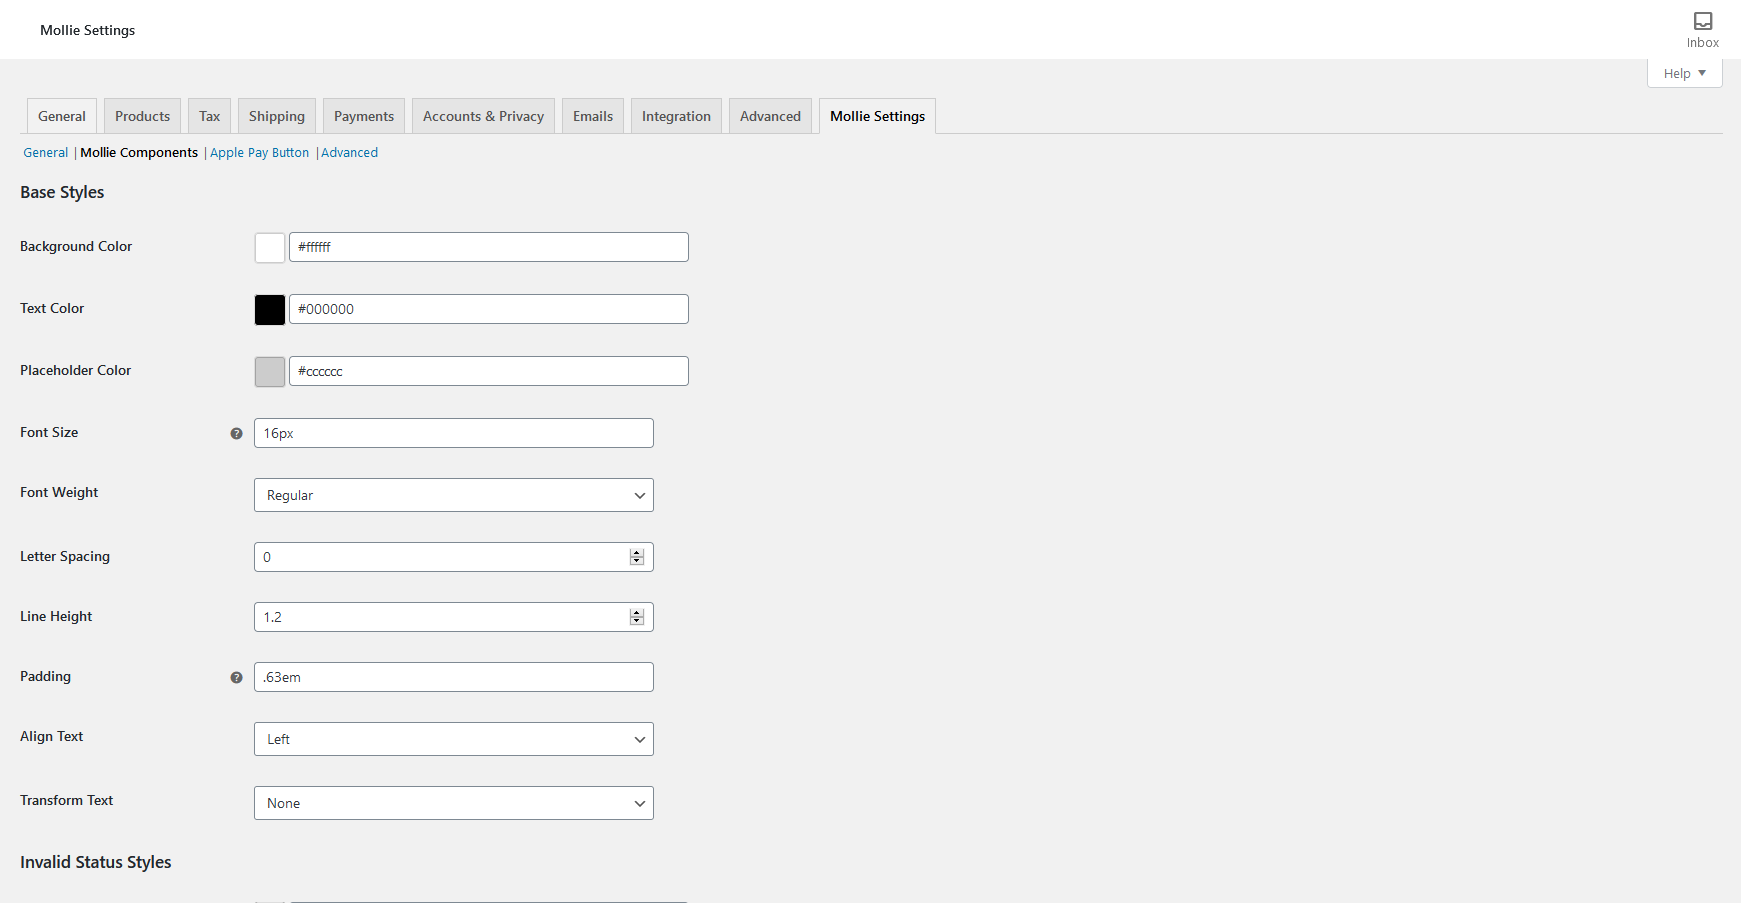 Mollie Settings
Inbox
Help
General Products Tax Shipping Payments Accounts & Privacy Emails Integration Advanced Mollie Settings
General | Mollie Components | Apple Pay Button | Advanced
Base Styles
Background Color #ffffff
Text Color #000000
Placeholder Color #cccccc
Font Size ? 16px
Font Weight Regular
Letter Spacing 0
Line Height 1.2
Padding ? .63em
Align Text Left
Transform Text None
Invalid Status Styles